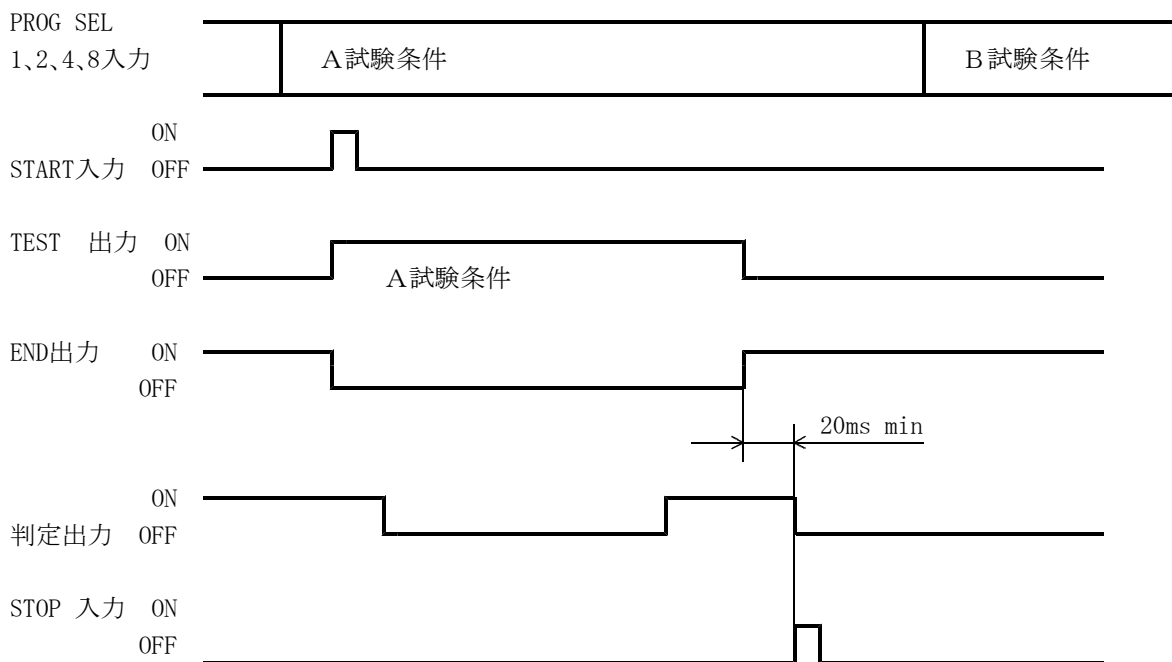 PROG SEL
1、2、4、8入力
A試験条件
B試験条件
ON
START入力 OFF
TEST 出力 ON
OFF
A試験条件
END出力 ON
OFF
20ms min
ON
判定出力 OFF
STOP 入力 ON
OFF